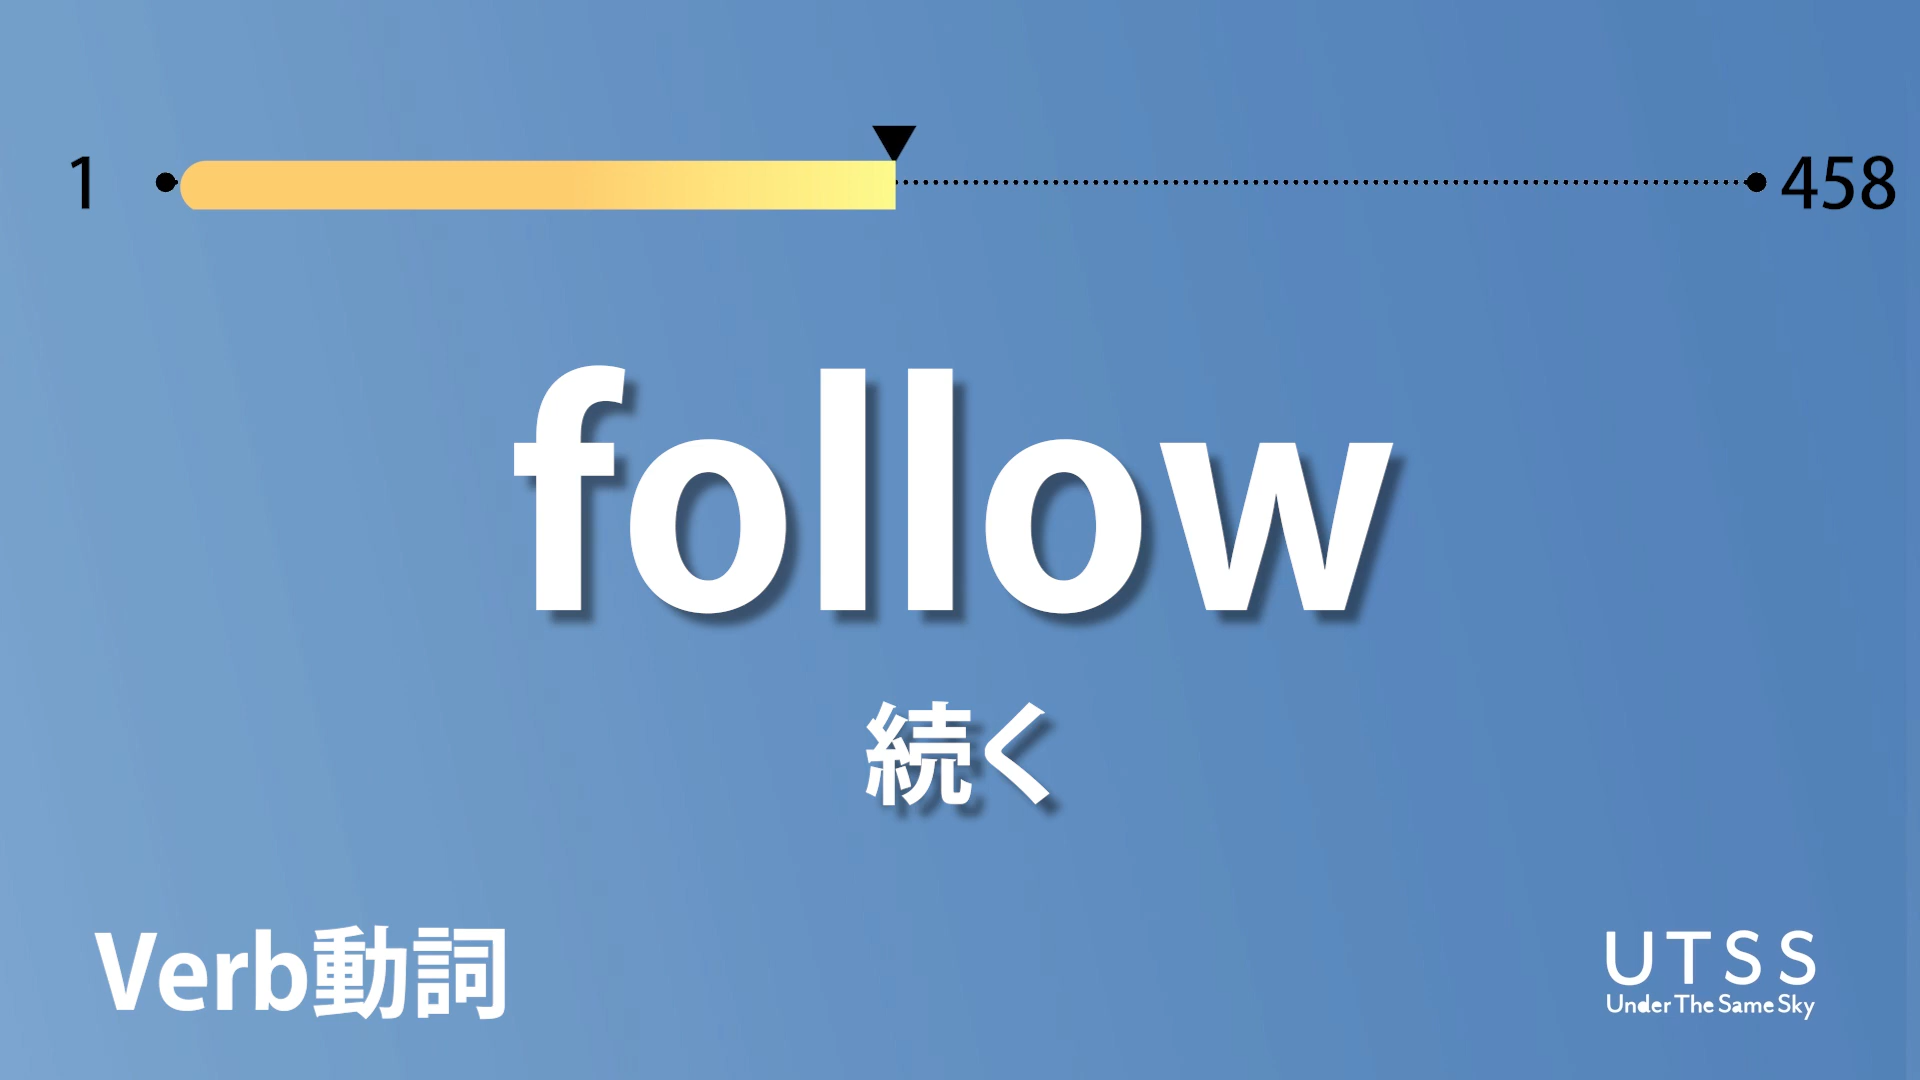 1
458
follow
続く
Verb動詞
UTSS
Under The Same Sky